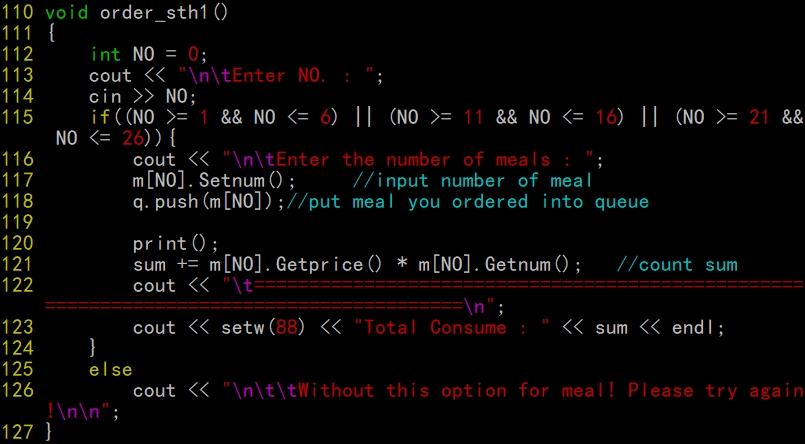 110 void order_sth1()
111 {
112     int NO = 0;
113     cout << "\n\tEnter NO. : ";
114     cin >> NO;
115     if((NO >= 1 && NO <= 6) || (NO >= 11 && NO <= 16) || (NO >= 21 &&
 NO <= 26)){
116         cout << "\n\tEnter the number of meals : ";
117         m[NO].Setnum();     //input number of meal
118         q.push(m[NO]);//put meal you ordered into queue
119
120         print();
121         sum += m[NO].Getprice() * m[NO].Getnum();   //count sum
122         cout << "\t==================================================
======================================\n";
123         cout << setw(88) << "Total Consume : " << sum << endl;
124     }
125     else
126         cout << "\n\t\tWithout this option for meal! Please try again
!\n\n";
127 }